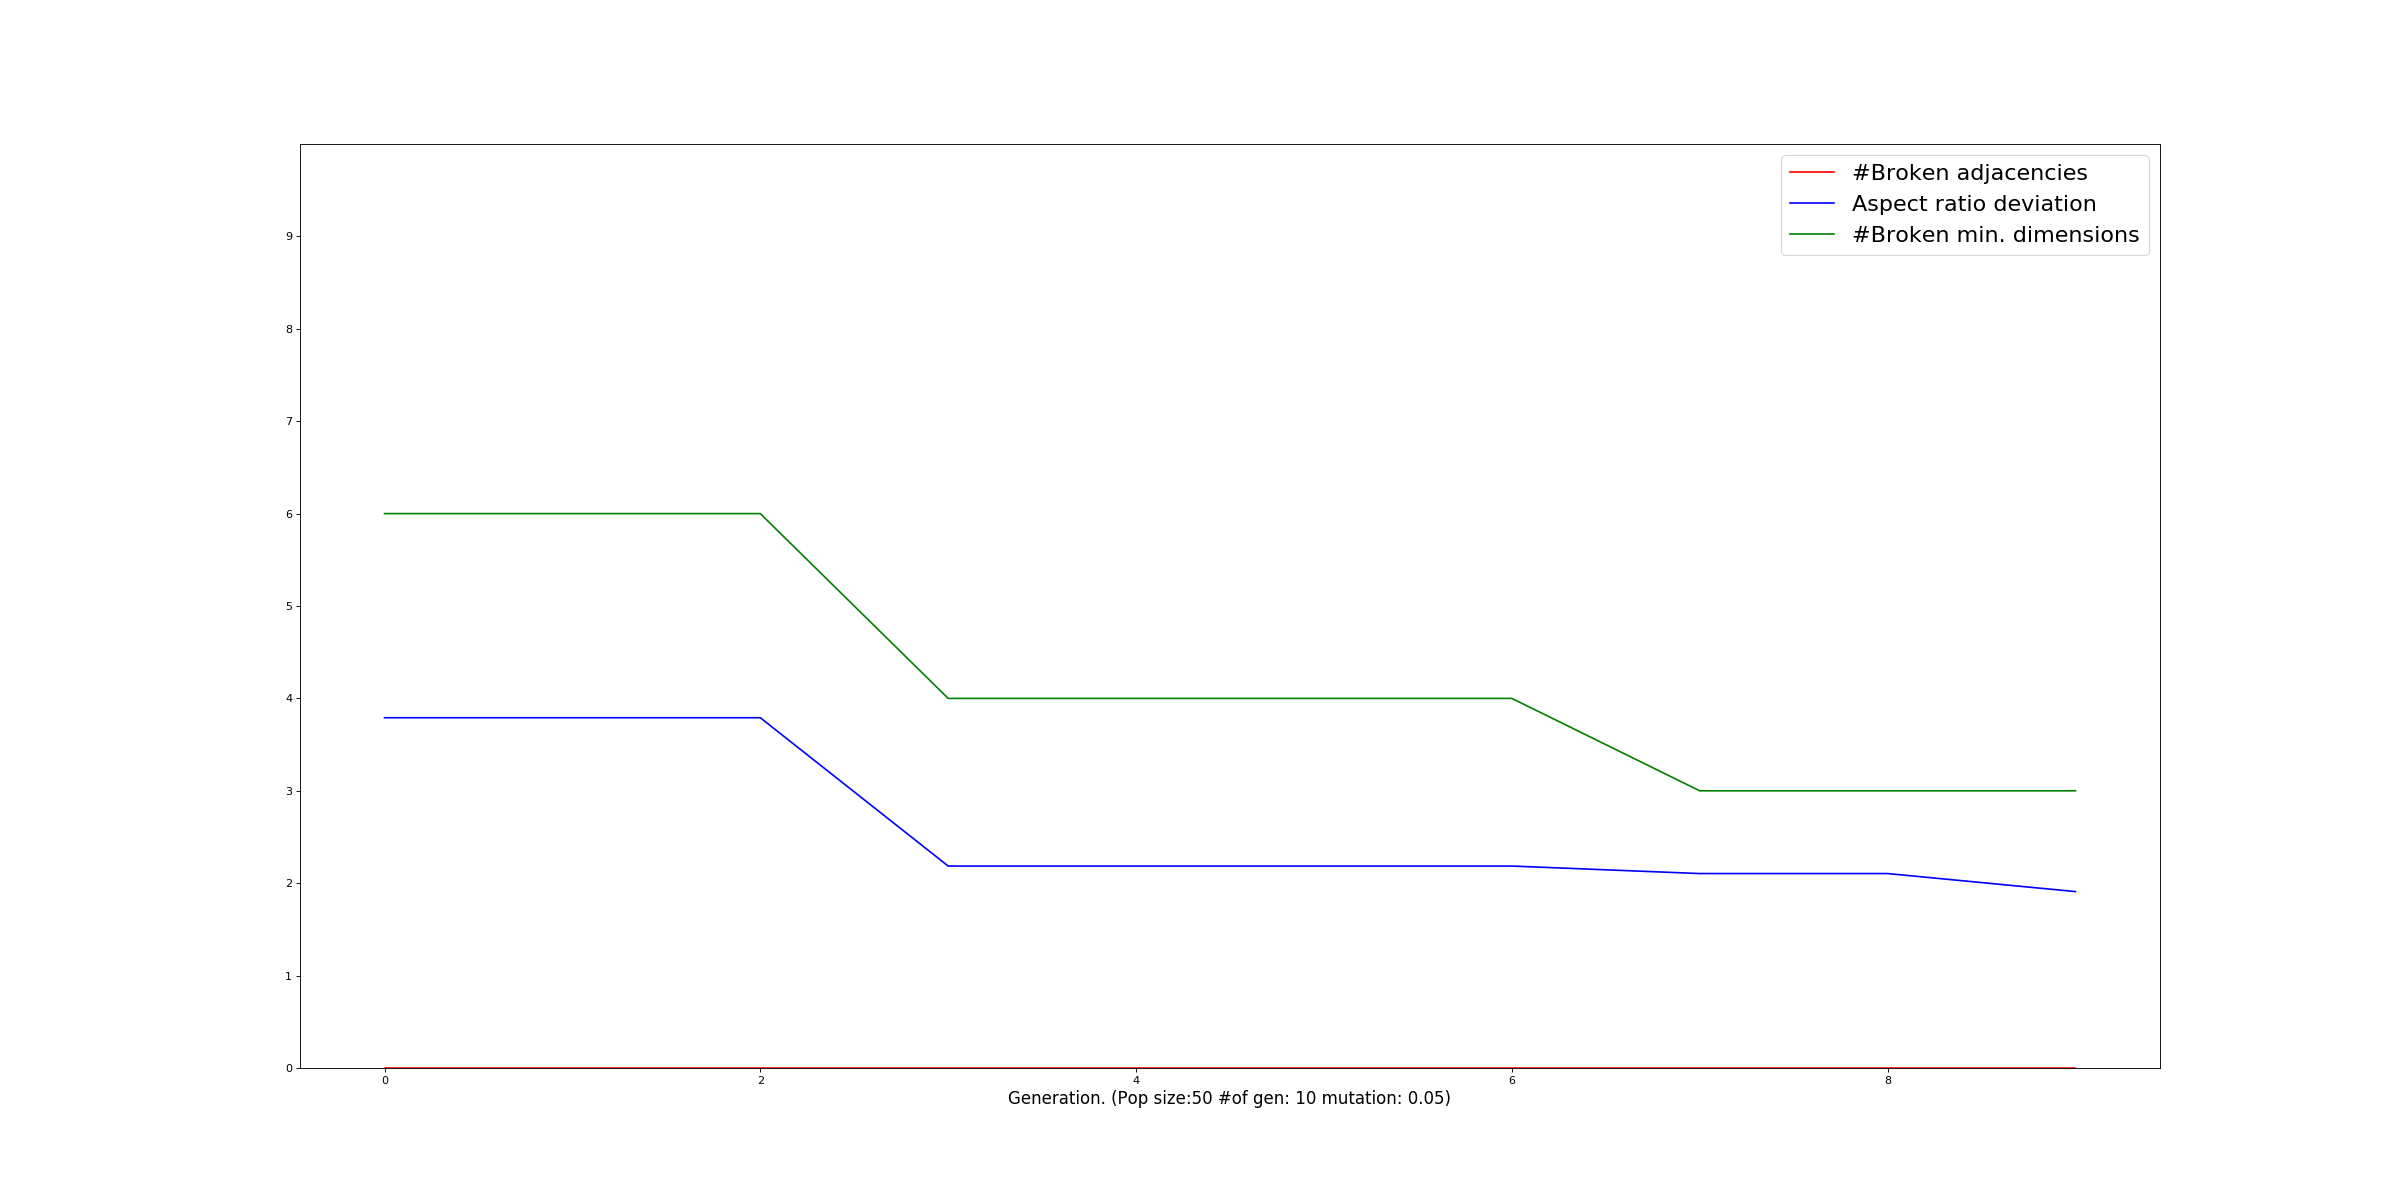 #Broken adjacencies
Aspect ratio deviation
#Broken min. dimensions
9
8
7
6
5
4
3
2
1
0
0 2 4 6 8
Generation. (Pop size:50 #of gen: 10 mutation: 0.05)